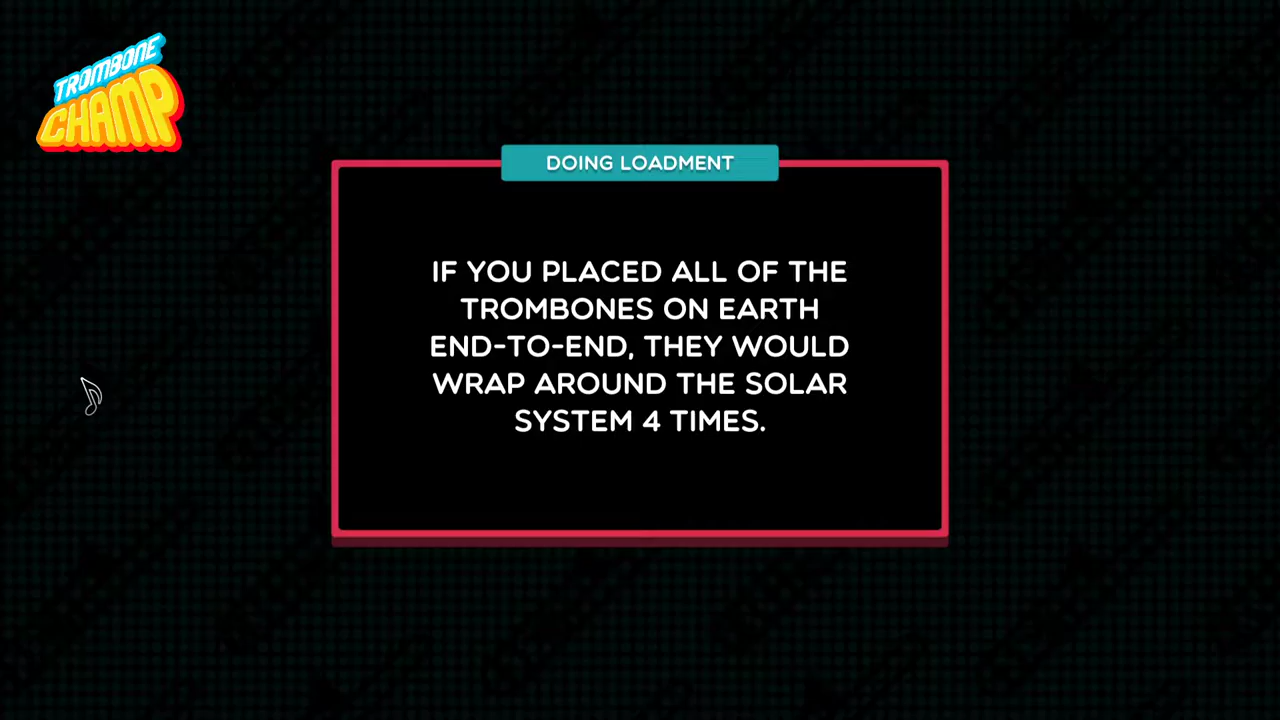 TROMBONE
CHAMP
DOING LOADMENT
IF YOU PLACED ALL OF THE
TROMBONES ON EARTH
END-TO-END, THEY WOULD
WRAP AROUND THE SOLAR
SYSTEM 4 TIMES.